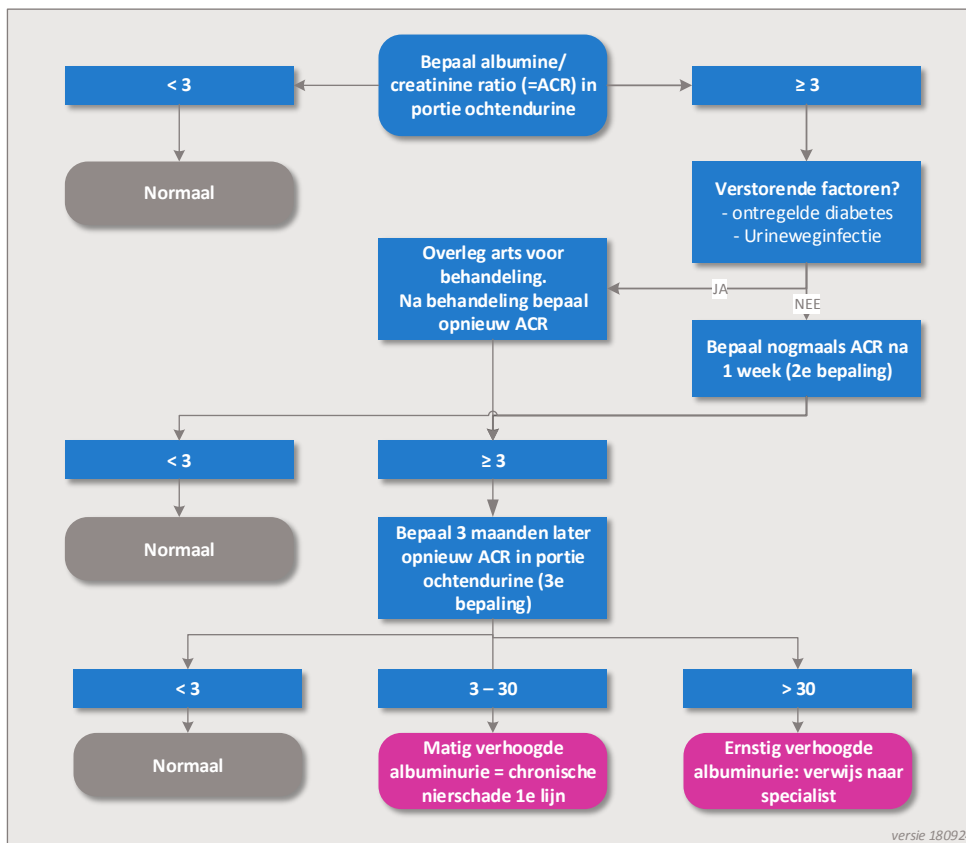 Bepaal albumine/
creatinine ratio (=ACR) in
portie ochtendurine
< 3
≥ 3
Normaal
Verstorende factoren?
- ontregelde diabetes
- Urineweginfectie
Overleg arts voor
behandeling.
Na behandeling bepaal
opnieuw ACR
JA
NEE
Bepaal nogmaals ACR na
1 week (2e bepaling)
< 3
≥ 3
Normaal
Bepaal 3 maanden later
opnieuw ACR in portie
ochtendurine (3e
bepaling)
< 3
3 – 30
> 30
Normaal
Matig verhoogde
albuminurie = chronische
nierschade 1e lijn
Ernstig verhoogde
albuminurie: verwijs naar
specialist
versie 18092